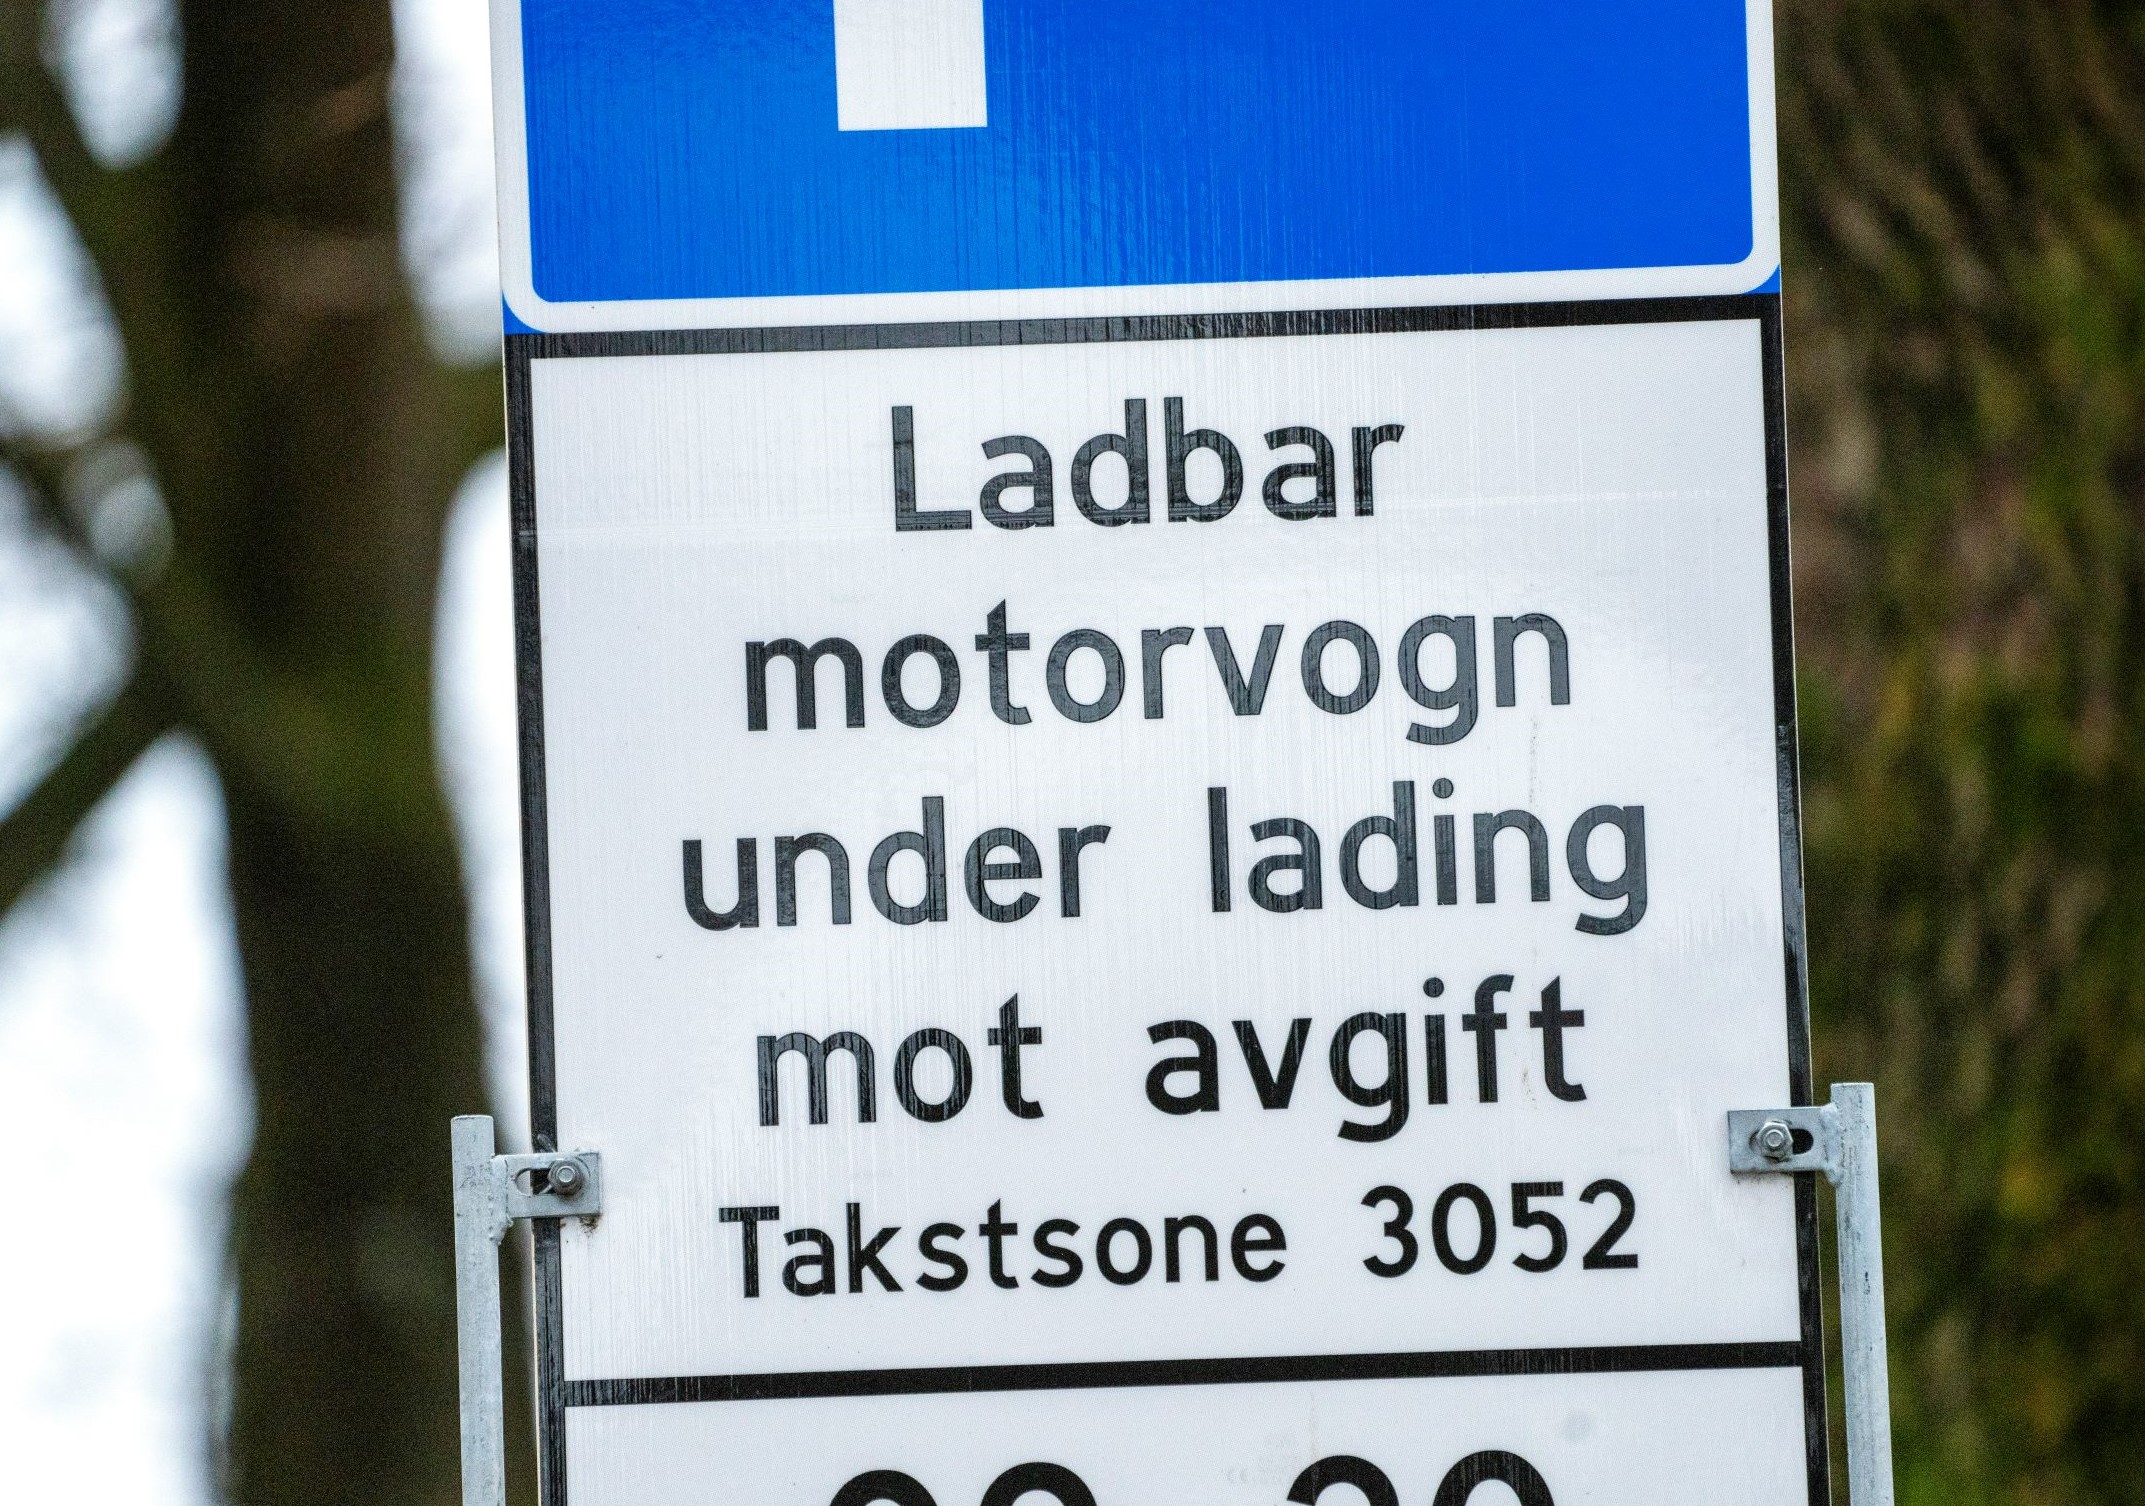 Ladbar
motorvogn
under lading
mot avgift
Takstsone 3052